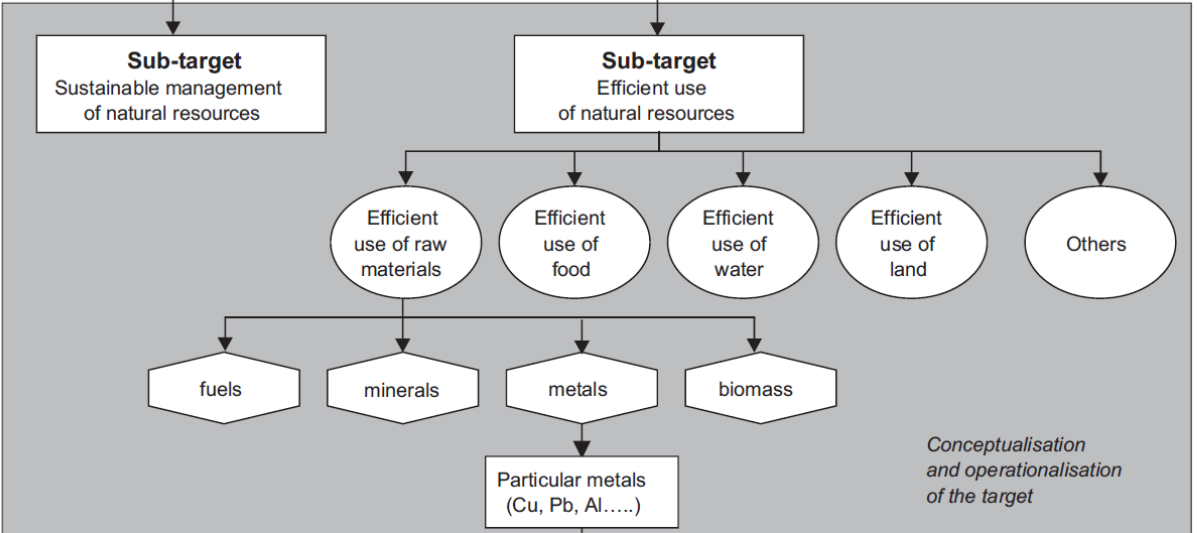 Sub-target
Sustainable management
of natural resources
Sub-target
Efficient use
of natural resources
Efficient
use of raw
materials
Efficient
use of
food
Efficient
use of
water
Efficient
use of
land
Others
fuels
minerals
metals
biomass
Particular metals
(Cu, Pb, Al.....)
Conceptualisation
and operationalisation
of the target